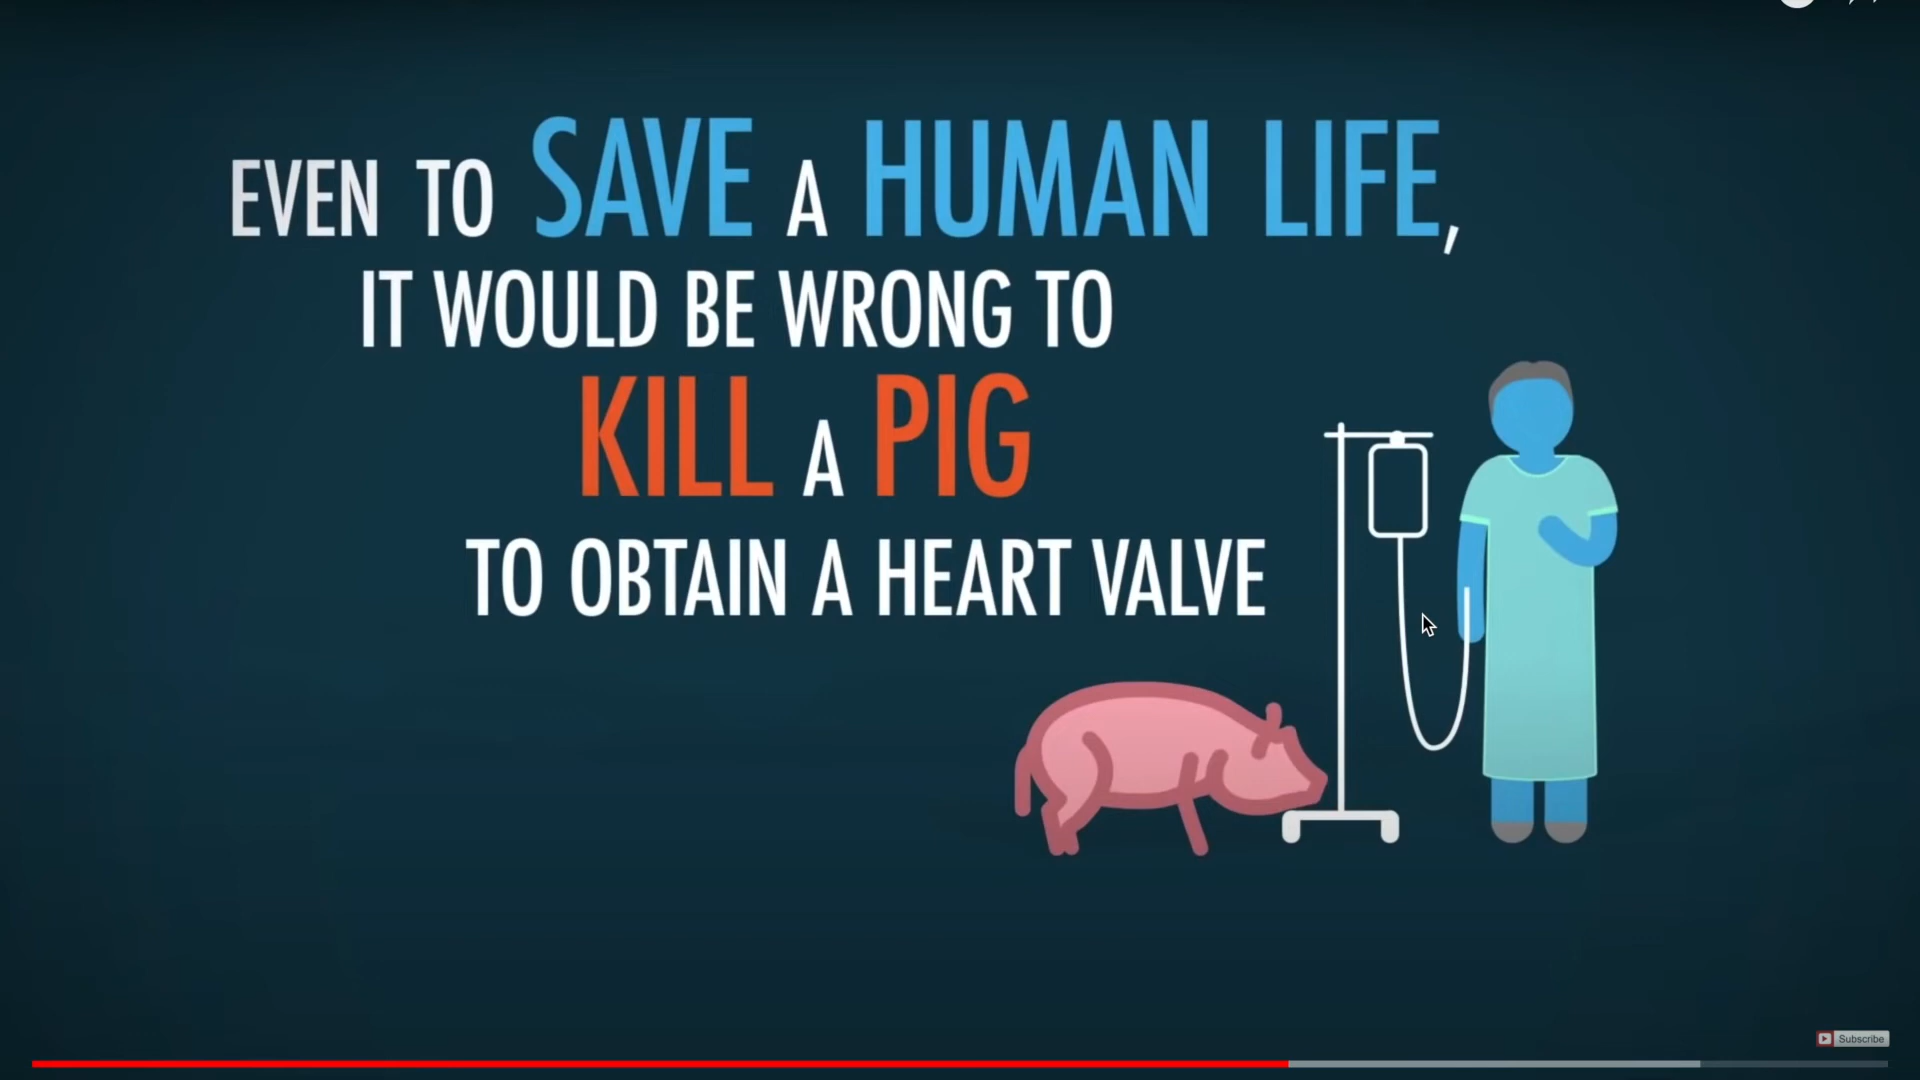 EVEN TO SAVE A HUMAN LIFE,
IT WOULD BE WRONG TO
KILL A PIG
TO OBTAIN A HEART VALVE
Subscribe